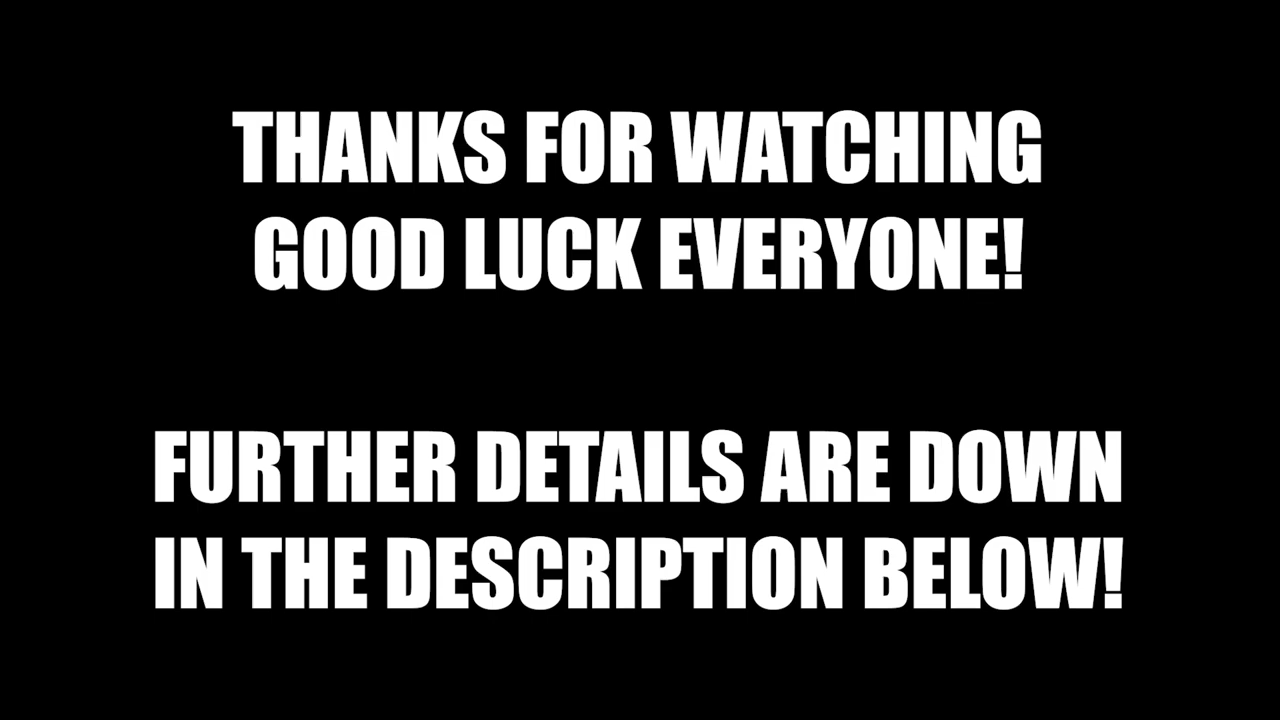 THANKS FOR WATCHING
GOOD LUCK EVERYONE!
FURTHER DETAILS ARE DOWN
IN THE DESCRIPTION BELOW!